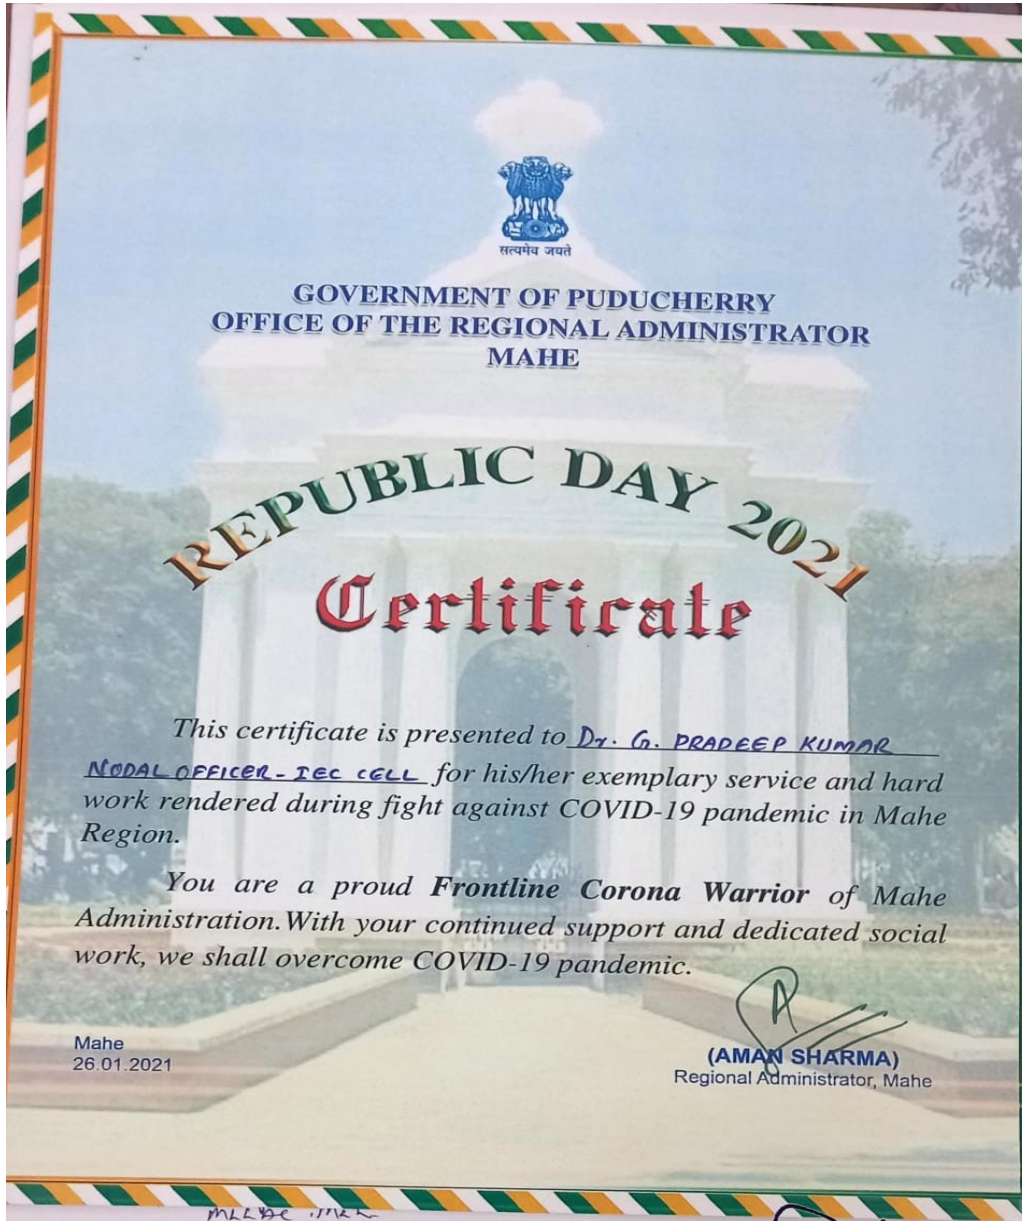 सत्यमेव जयते
GOVERNMENT OF PUDUCHERRY
OFFICE OF THE REGIONAL ADMINISTRATOR
MAHE
REPUBLIC DAY 2021
Certificate
This certificate is presented to Dr. G. PRADEEP KUMAR
NODAL OFFICER - IEC CELL for his/her exemplary service and hard
work rendered during fight against COVID-19 pandemic in Mahe
Region.
You are a proud Frontline Corona Warrior of Mahe
Administration. With your continued support and dedicated social
work, we shall overcome COVID-19 pandemic.
Mahe
26.01.2021
(AMAN SHARMA)
Regional Administrator, Mahe